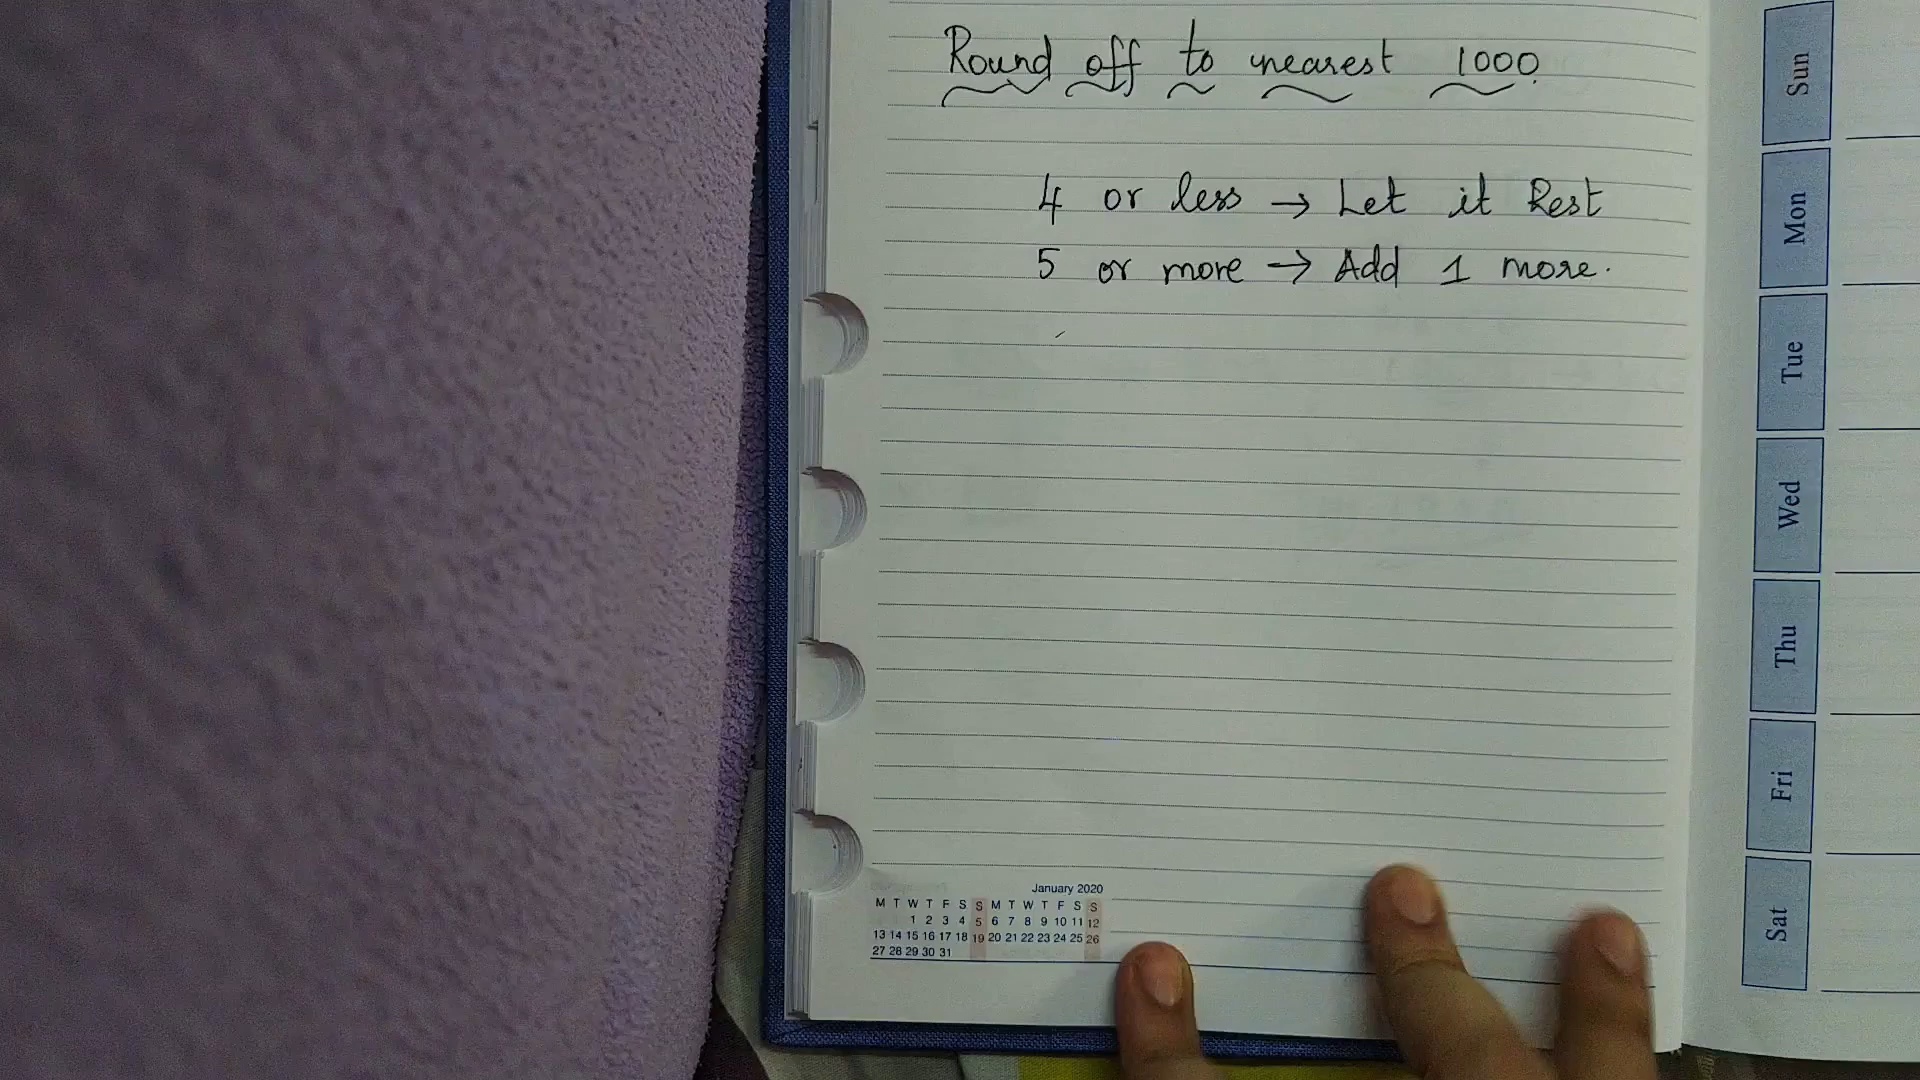 Round off to nearest 1000.
4 or less → Let it Rest
5 or more → Add 1 more.
Sun
Mon
Tue
Wed
Thu
Fri
Sat
January 2020
M T W T F S S M T W T F S S
1 2 3 4 5 6 7 8 9 10 11 12
13 14 15 16 17 18 19 20 21 22 23 24 25 26
27 28 29 30 31